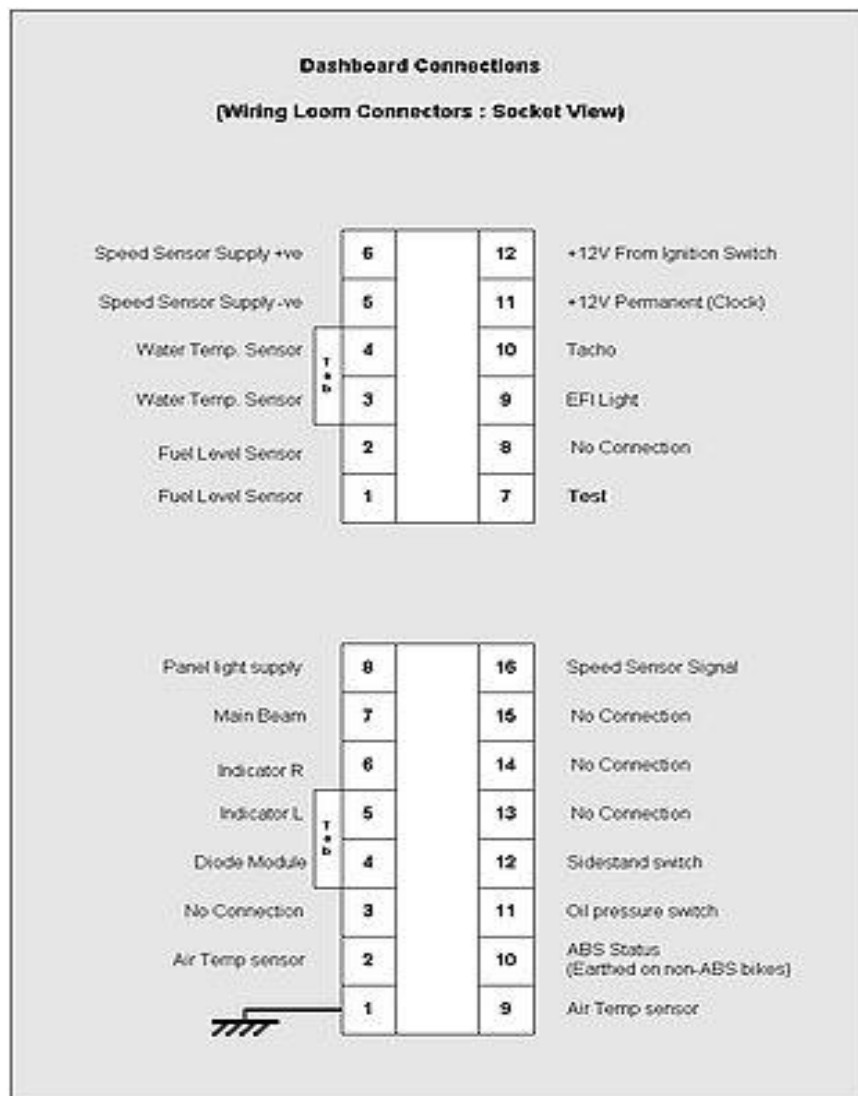 Dashboard Connections
(Wiring Loom Connectors : Socket View)
Speed Sensor Supply +ve 6 12 +12V From Ignition Switch
Speed Sensor Supply -ve 5 11 +12V Permanent (Clock)
Water Temp. Sensor 4 10 Tacho
Tab
Water Temp. Sensor 3 9 EFI Light
Fuel Level Sensor 2 8 No Connection
Fuel Level Sensor 1 7 Test
Panel light supply 8 16 Speed Sensor Signal
Main Beam 7 15 No Connection
Indicator R 6 14 No Connection
Indicator L 5 13 No Connection
Tab
Diode Module 4 12 Sidestand switch
No Connection 3 11 Oil pressure switch
Air Temp sensor 2 10 ABS Status
(Earthed on non-ABS bikes)
1 9 Air Temp sensor